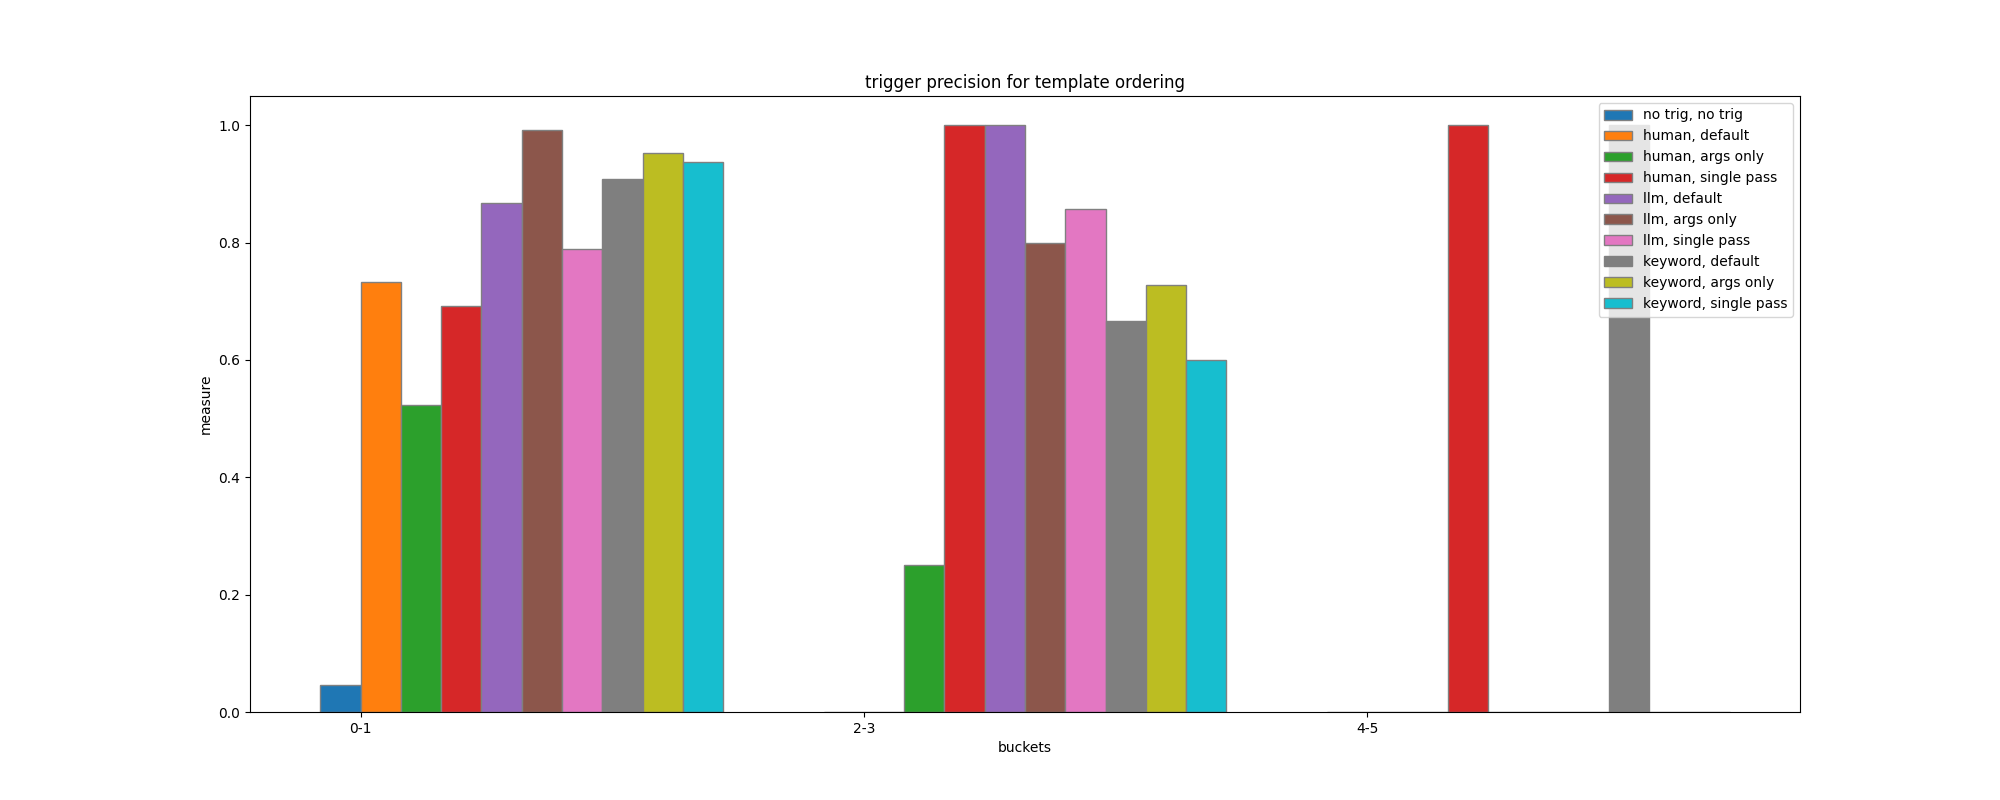 trigger precision for template ordering
1.0
0.8
0.6
0.4
0.2
0.0
measure
0-1
2-3
4-5
buckets
no trig, no trig
human, default
human, args only
human, single pass
llm, default
llm, args only
llm, single pass
keyword, default
keyword, args only
keyword, single pass